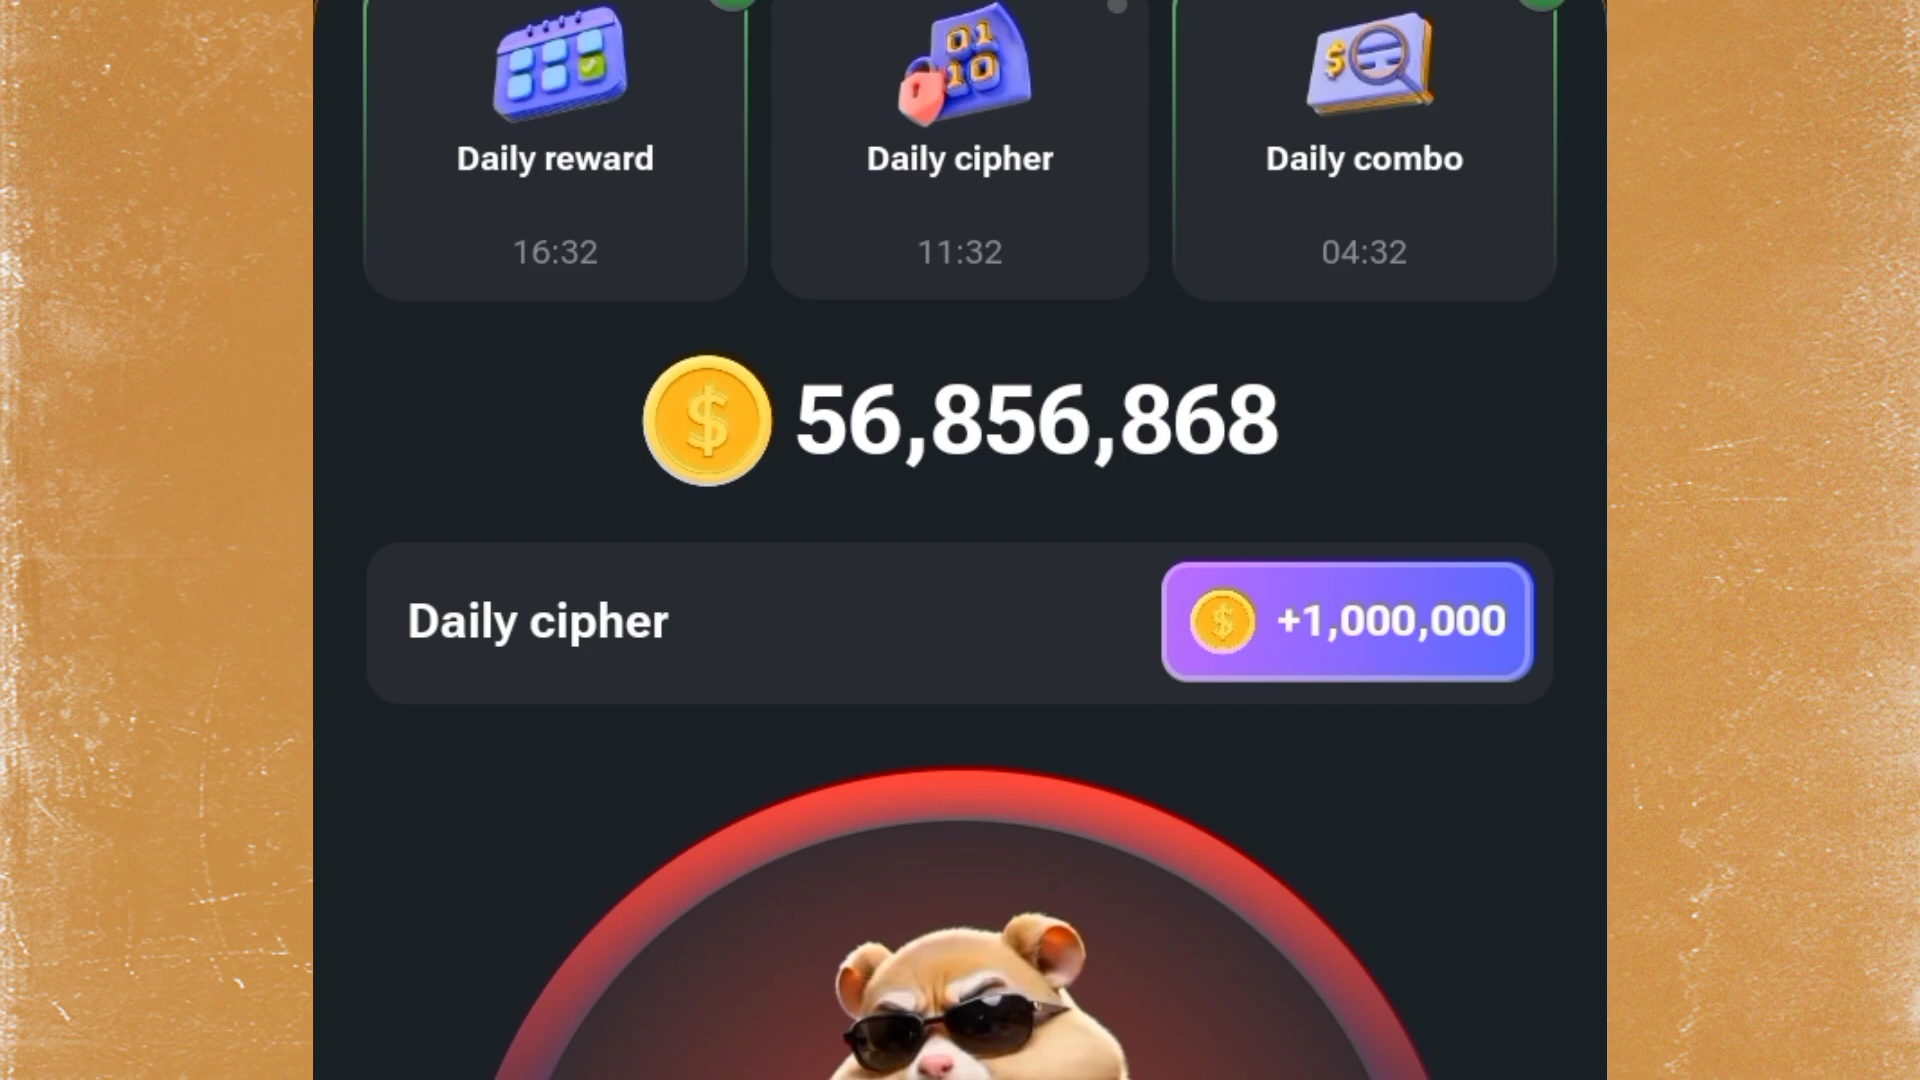 Daily reward
Daily cipher
Daily combo
16:32
11:32
04:32
56,856,868
Daily cipher
+1,000,000